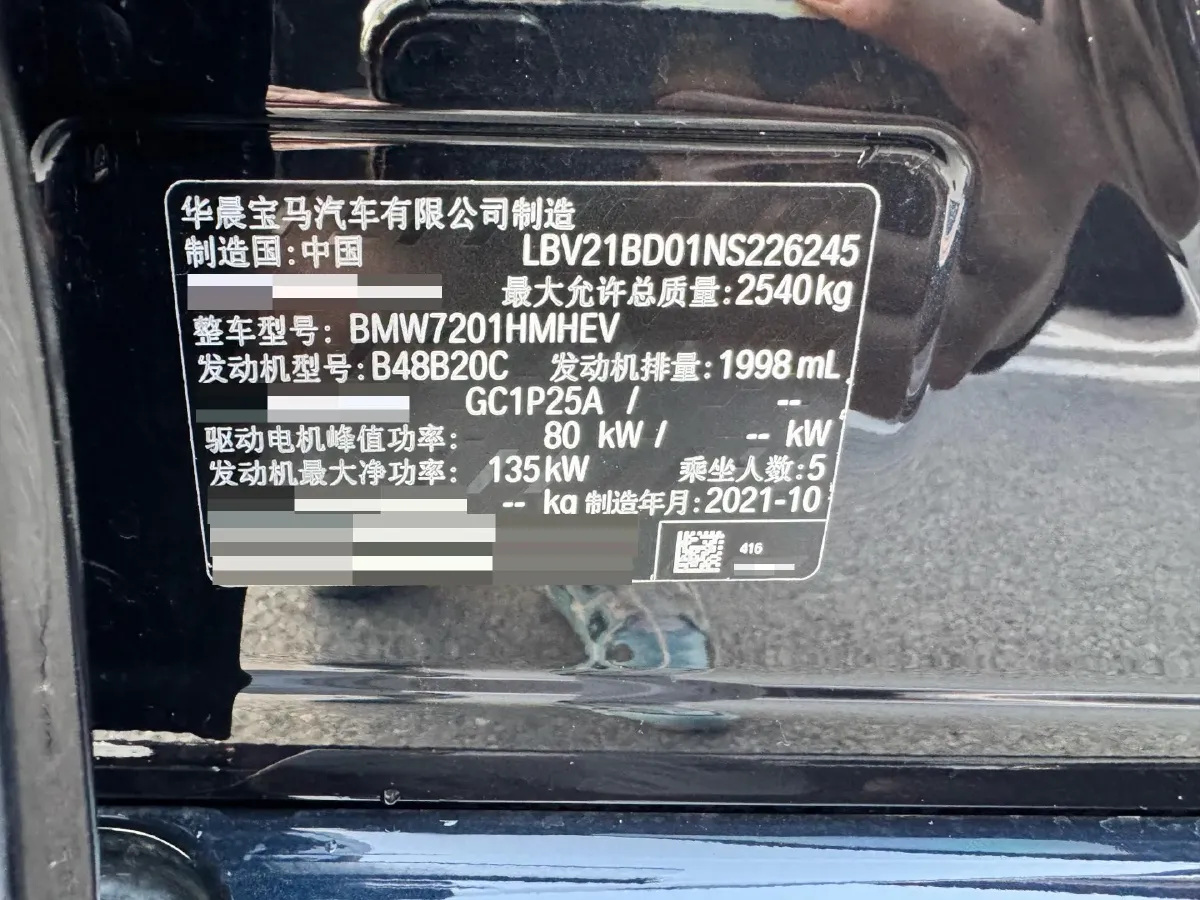 华晨宝马汽车有限公司制造
制造国:中国 LBV21BD01NS226245
最大允许总质量:2540kg
整车型号: BMW7201HMHEV
发动机型号:B48B20C 发动机排量:1998 mL
GC1P25A / --
驱动电机峰值功率: 80 kW / -- kW
发动机最大净功率: 135kW 乘坐人数:5
-- kg 制造年月:2021-10
416